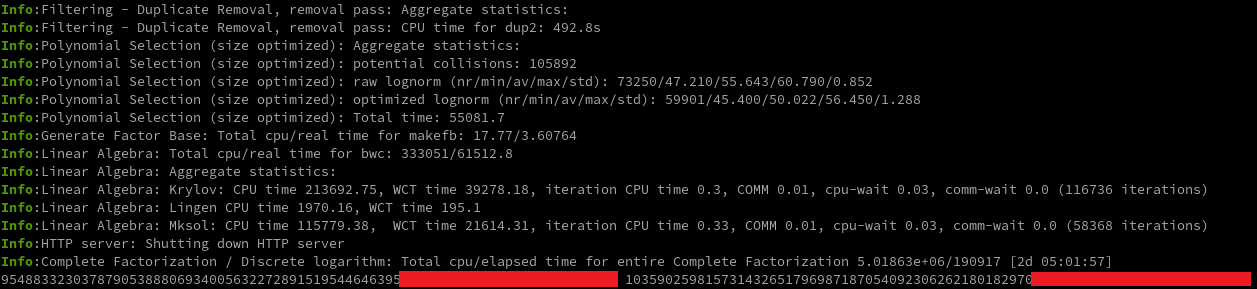 Info:Filtering - Duplicate Removal, removal pass: Aggregate statistics:
Info:Filtering - Duplicate Removal, removal pass: CPU time for dup2: 492.8s
Info:Polynomial Selection (size optimized): Aggregate statistics:
Info:Polynomial Selection (size optimized): potential collisions: 105892
Info:Polynomial Selection (size optimized): raw lognorm (nr/min/av/max/std): 73250/47.210/55.643/60.790/0.852
Info:Polynomial Selection (size optimized): optimized lognorm (nr/min/av/max/std): 59901/45.400/50.022/56.450/1.288
Info:Polynomial Selection (size optimized): Total time: 55081.7
Info:Generate Factor Base: Total cpu/real time for makefb: 17.77/3.60764
Info:Linear Algebra: Total cpu/real time for bwc: 333051/61512.8
Info:Linear Algebra: Aggregate statistics:
Info:Linear Algebra: Krylov: CPU time 213692.75, WCT time 39278.18, iteration CPU time 0.3, COMM 0.01, cpu-wait 0.03, comm-wait 0.0 (116736 iterations)
Info:Linear Algebra: Lingen CPU time 1970.16, WCT time 195.1
Info:Linear Algebra: Mksol: CPU time 115779.38,  WCT time 21614.31, iteration CPU time 0.33, COMM 0.01, cpu-wait 0.03, comm-wait 0.0 (58368 iterations)
Info:HTTP server: Shutting down HTTP server
Info:Complete Factorization / Discrete logarithm: Total cpu/elapsed time for entire Complete Factorization 5.01863e+06/190917 [2d 05:01:57]
95488332303787905388806934005632272891519544646395 103590259815731432651796987187054092306262180182970